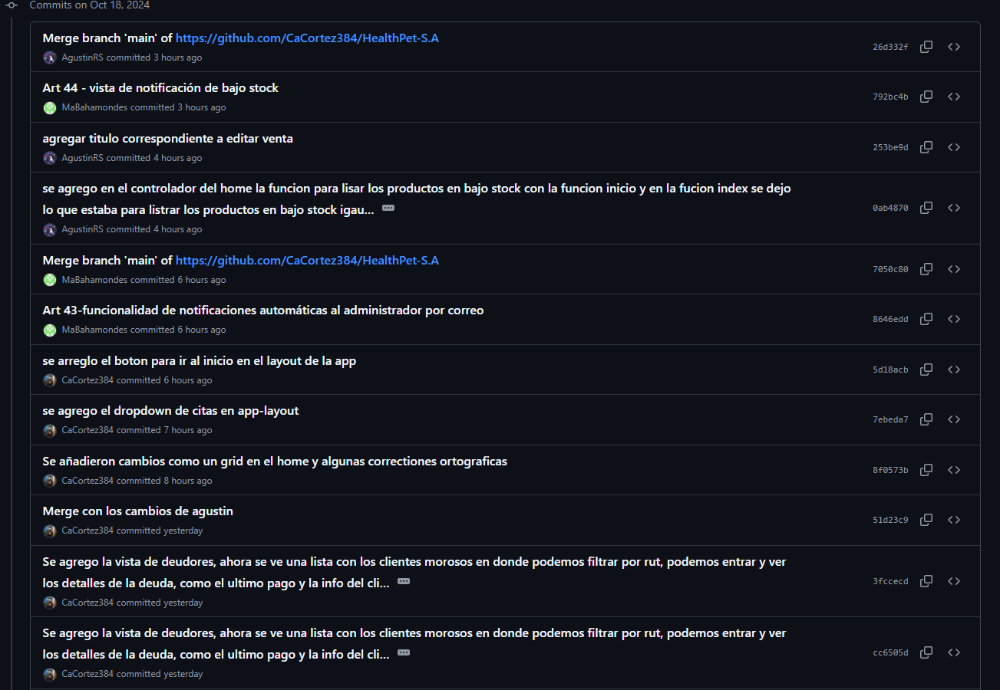 Commits on Oct 18, 2024
Merge branch 'main' of https://github.com/CaCortez384/HealthPet-S.A
AgustinRS committed 3 hours ago
26d332f
Art 44 - vista de notificación de bajo stock
MaBahamondes committed 3 hours ago
792bc4b
agregar titulo correspondiente a editar venta
AgustinRS committed 4 hours ago
253be9d
se agrego en el controlador del home la funcion para lisar los productos en bajo stock con la funcion inicio y en la fucion index se dejo
lo que estaba para listrar los productos en bajo stock igau...
AgustinRS committed 4 hours ago
0ab4870
Merge branch 'main' of https://github.com/CaCortez384/HealthPet-S.A
MaBahamondes committed 6 hours ago
7050c80
Art 43-funcionalidad de notificaciones automáticas al administrador por correo
MaBahamondes committed 6 hours ago
8646edd
se arreglo el boton para ir al inicio en el layout de la app
CaCortez384 committed 6 hours ago
5d18acb
se agrego el dropdown de citas en app-layout
CaCortez384 committed 7 hours ago
7ebeda7
Se añadieron cambios como un grid en el home y algunas correctiones ortograficas
CaCortez384 committed 8 hours ago
8f0573b
Merge con los cambios de agustin
CaCortez384 committed yesterday
51d23c9
Se agrego la vista de deudores, ahora se ve una lista con los clientes morosos en donde podemos filtrar por rut, podemos entrar y ver
los detalles de la deuda, como el ultimo pago y la info del cli...
CaCortez384 committed yesterday
3fccecd
Se agrego la vista de deudores, ahora se ve una lista con los clientes morosos en donde podemos filtrar por rut, podemos entrar y ver
los detalles de la deuda, como el ultimo pago y la info del cli...
CaCortez384 committed yesterday
cc6505d